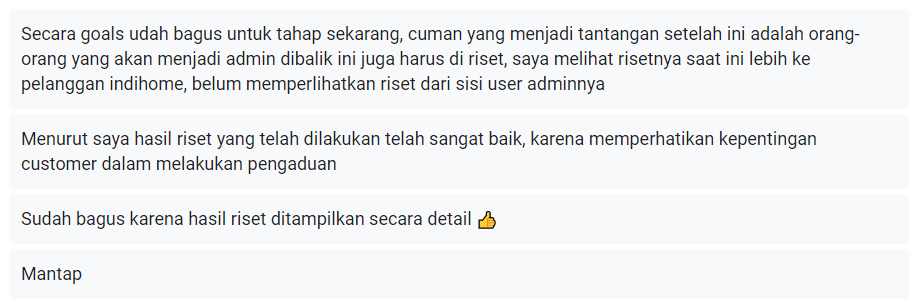 Secara goals udah bagus untuk tahap sekarang, cuman yang menjadi tantangan setelah ini adalah orang-
orang yang akan menjadi admin dibalik ini juga harus di riset, saya melihat risetnya saat ini lebih ke
pelanggan indihome, belum memperlihatkan riset dari sisi user adminnya
Menurut saya hasil riset yang telah dilakukan telah sangat baik, karena memperhatikan kepentingan
customer dalam melakukan pengaduan
Sudah bagus karena hasil riset ditampilkan secara detail 👍
Mantap